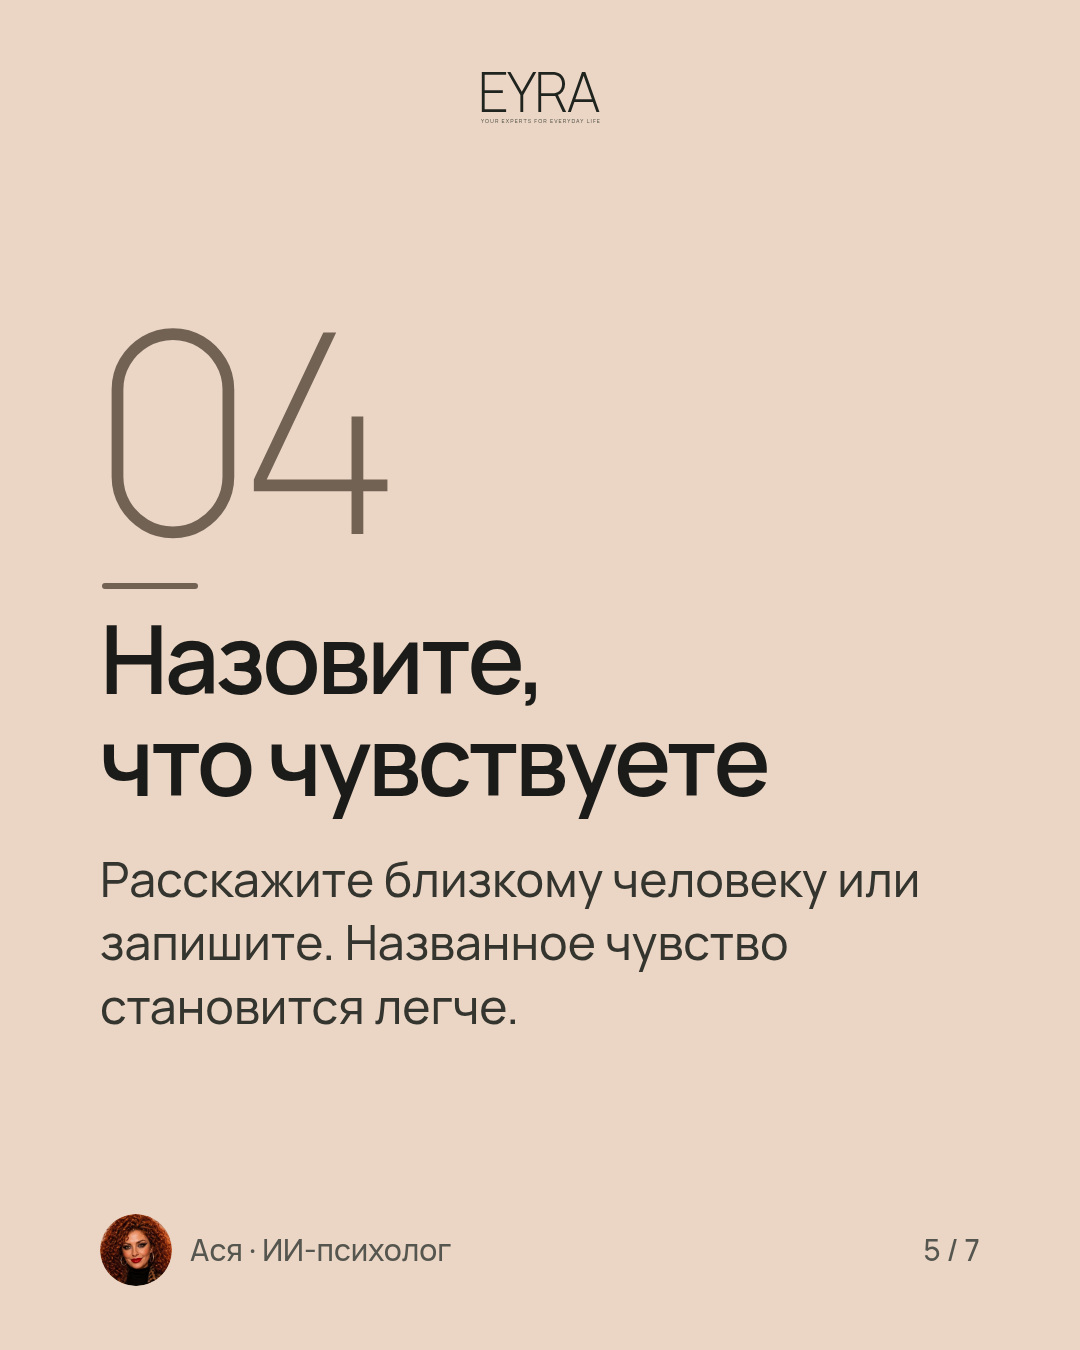 EYRA
YOUR EXPERTS FOR EVERYDAY LIFE
04
Назовите,
что чувствуете
Расскажите близкому человеку или
запишите. Названное чувство
становится легче.
Ася · ИИ-психолог
5 / 7